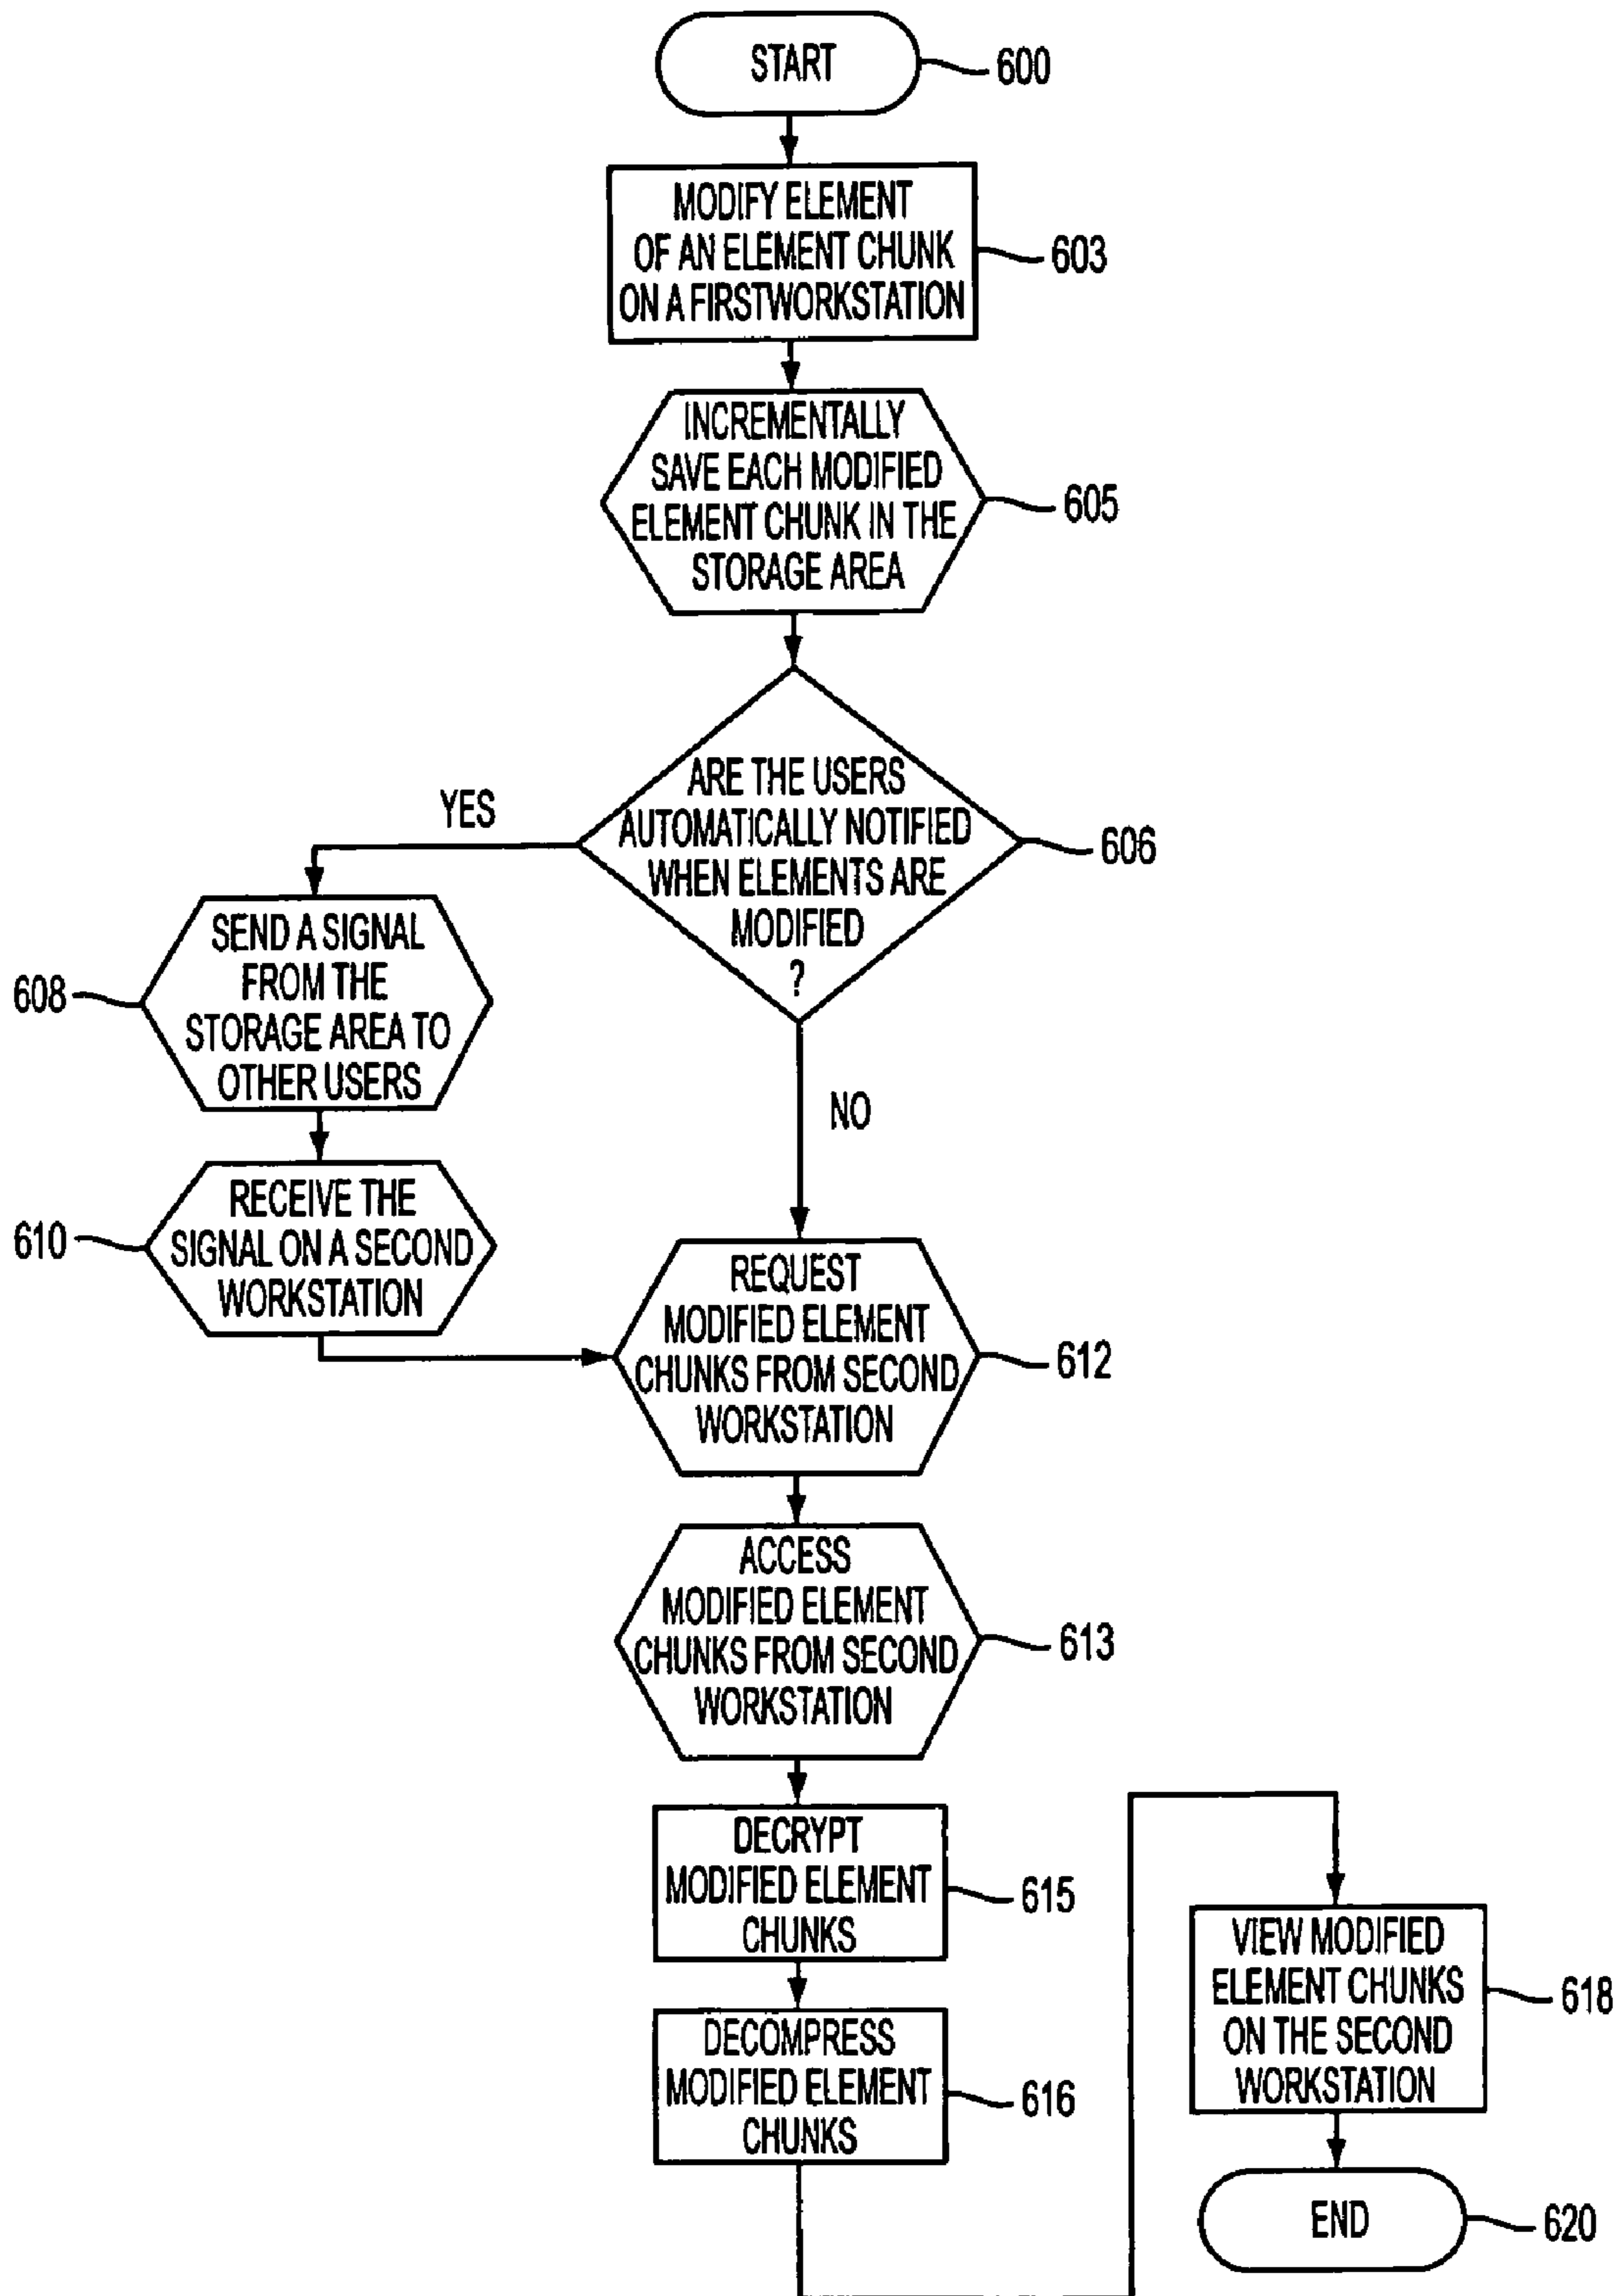 START
600
MODIFY ELEMENT
OF AN ELEMENT CHUNK
ON A FIRSTWORKSTATION
603
INCREMENTALLY
SAVE EACH MODIFIED
ELEMENT CHUNK IN THE
STORAGE AREA
605
ARE THE USERS
AUTOMATICALLY NOTIFIED
WHEN ELEMENTS ARE
MODIFIED
?
606
YES
SEND A SIGNAL
FROM THE
STORAGE AREA TO
OTHER USERS
608
NO
RECEIVE THE
SIGNAL ON A SECOND
WORKSTATION
610
REQUEST
MODIFIED ELEMENT
CHUNKS FROM SECOND
WORKSTATION
612
ACCESS
MODIFIED ELEMENT
CHUNKS FROM SECOND
WORKSTATION
613
DECRYPT
MODIFIED ELEMENT
CHUNKS
615
DECOMPRESS
MODIFIED ELEMENT
CHUNKS
616
VIEW MODIFIED
ELEMENT CHUNKS
ON THE SECOND
WORKSTATION
618
END
620